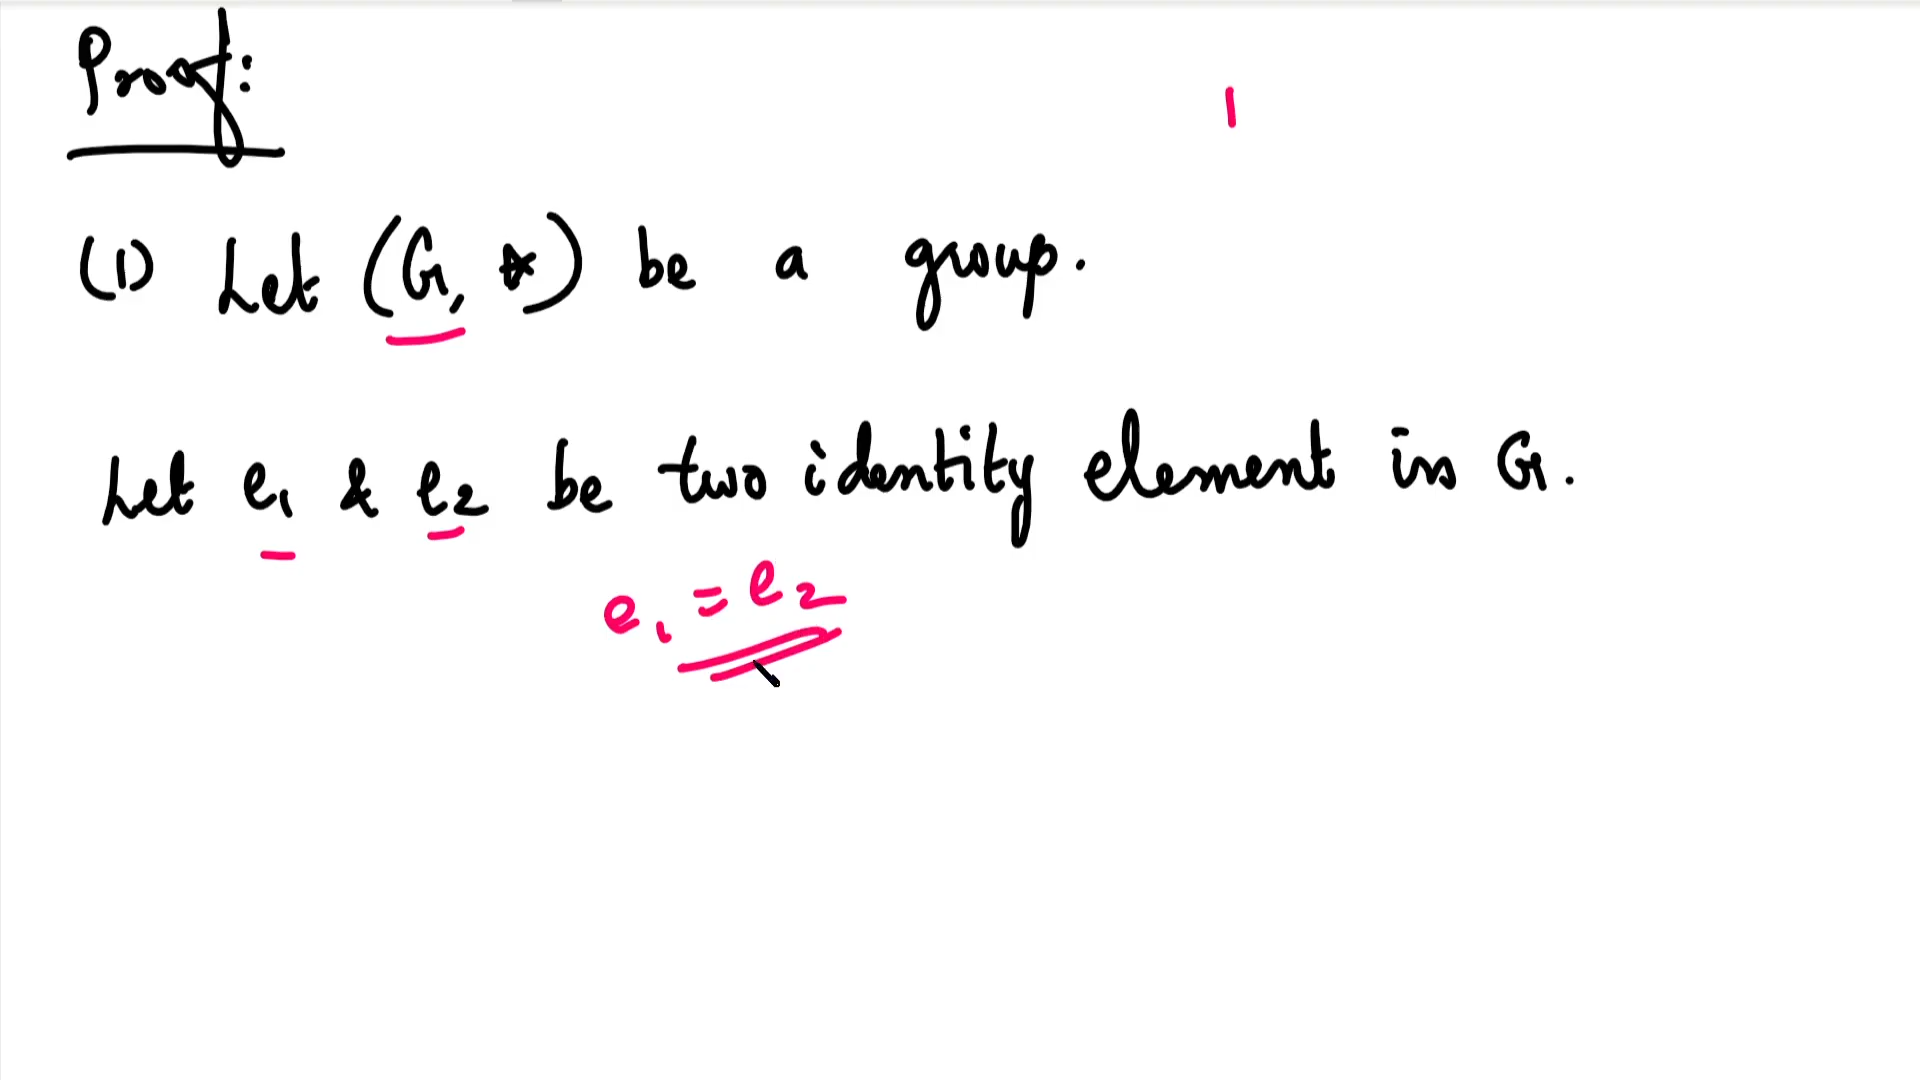 Proof:
(1) Let (G, *) be a group.
Let e₁ & e₂ be two identity element in G.
e₁ = e₂